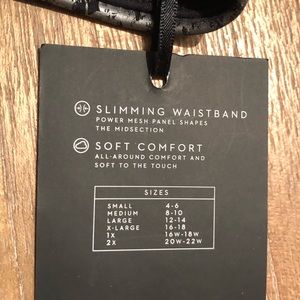 SLIMMING WAISTBAND
POWER MESH PANEL SHAPES
THE MIDSECTION
SOFT COMFORT
ALL-AROUND COMFORT AND
SOFT TO THE TOUCH
SIZES
SMALL 4-6
MEDIUM 8-10
LARGE 12-14
X-LARGE 16-18
1X 16W-18W
2X 20W-22W